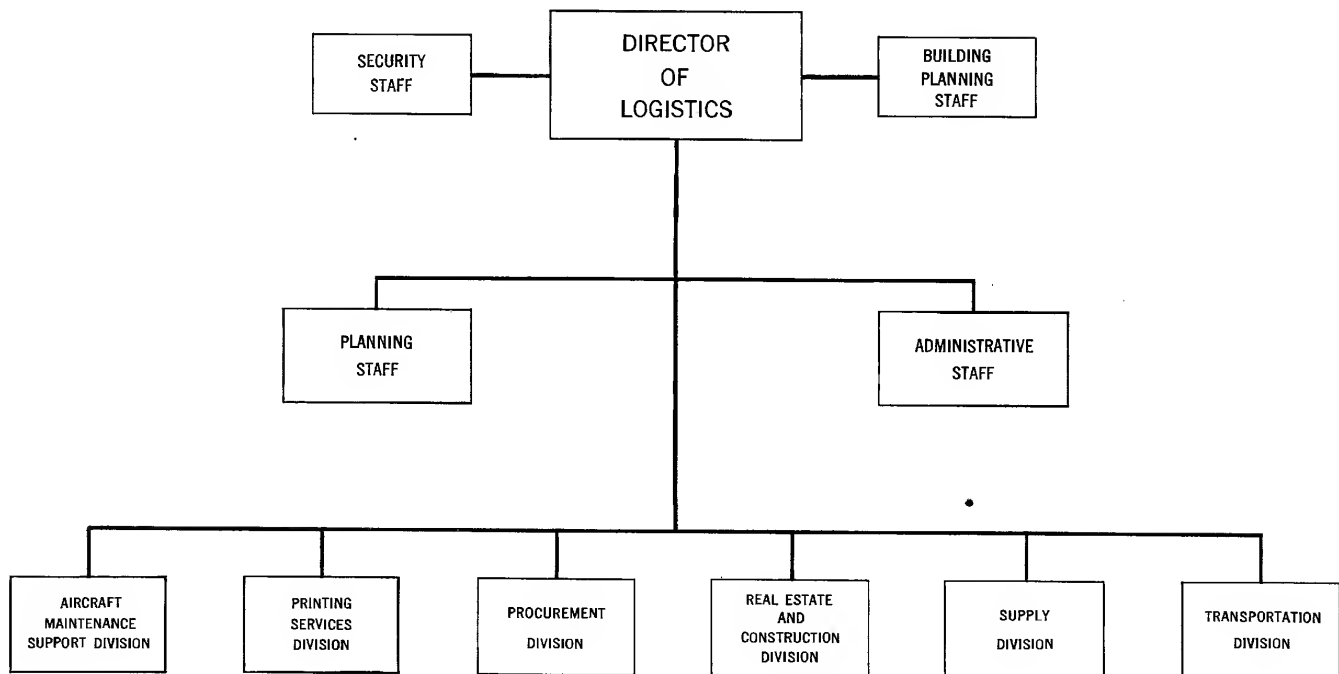 SECURITY
STAFF
DIRECTOR
OF
LOGISTICS
BUILDING
PLANNING
STAFF
PLANNING
STAFF
ADMINISTRATIVE
STAFF
AIRCRAFT
MAINTENANCE
SUPPORT DIVISION
PRINTING
SERVICES
DIVISION
PROCUREMENT
DIVISION
REAL ESTATE
AND
CONSTRUCTION
DIVISION
SUPPLY
DIVISION
TRANSPORTATION
DIVISION